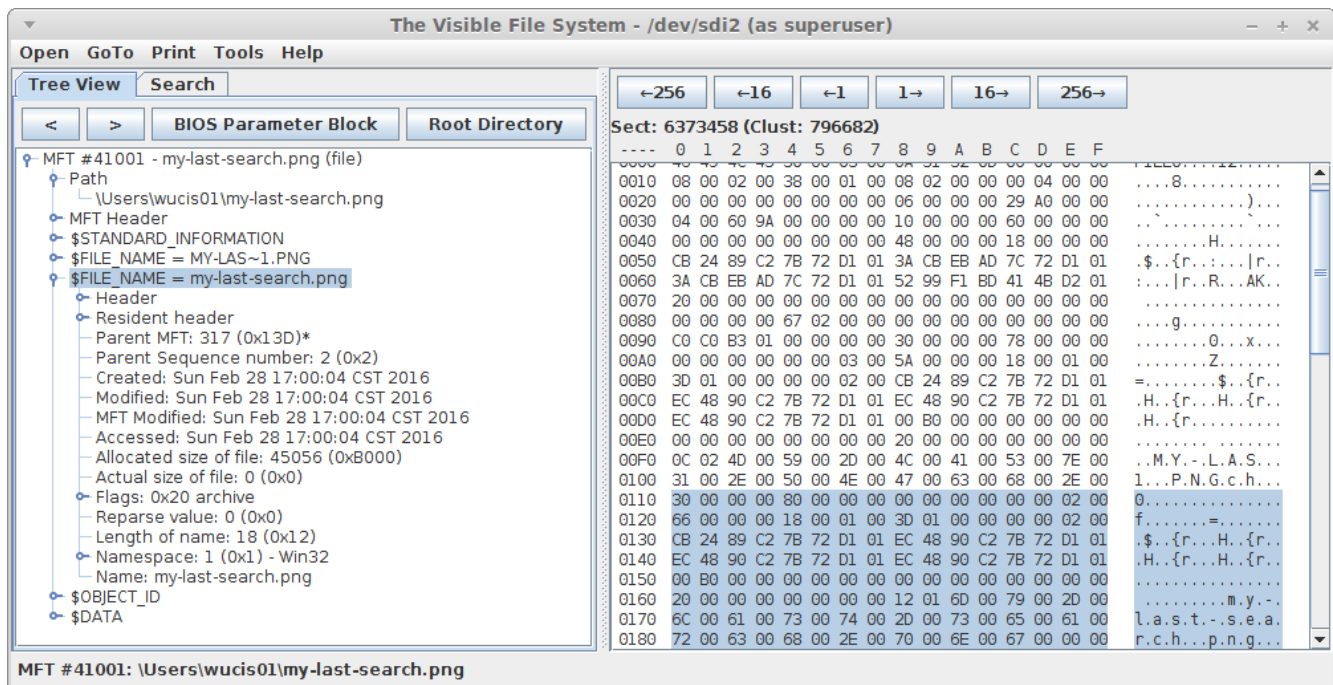 The Visible File System - /dev/sdi2 (as superuser)
Open GoTo Print Tools Help
Tree View Search
< > BIOS Parameter Block Root Directory
MFT #41001 - my-last-search.png (file)
Path
\Users\wucis01\my-last-search.png
MFT Header
$STANDARD_INFORMATION
$FILE_NAME = MY-LAS~1.PNG
$FILE_NAME = my-last-search.png
Header
Resident header
Parent MFT: 317 (0x13D)*
Parent Sequence number: 2 (0x2)
Created: Sun Feb 28 17:00:04 CST 2016
Modified: Sun Feb 28 17:00:04 CST 2016
MFT Modified: Sun Feb 28 17:00:04 CST 2016
Accessed: Sun Feb 28 17:00:04 CST 2016
Allocated size of file: 45056 (0xB000)
Actual size of file: 0 (0x0)
Flags: 0x20 archive
Reparse value: 0 (0x0)
Length of name: 18 (0x12)
Namespace: 1 (0x1) - Win32
Name: my-last-search.png
$OBJECT_ID
$DATA
←256 ←16 ←1 1→ 16→ 256→
Sect: 6373458 (Clust: 796682)
---- 0 1 2 3 4 5 6 7 8 9 A B C D E F
0010 08 00 02 00 38 00 01 00 08 02 00 00 00 04 00 00 ....8...........
0020 00 00 00 00 00 00 00 00 06 00 00 00 29 A0 00 00 ............)...
0030 04 00 60 9A 00 00 00 00 10 00 00 00 60 00 00 00 ..`.........`...
0040 00 00 00 00 00 00 00 00 48 00 00 00 18 00 00 00 ........H.......
0050 CB 24 89 C2 7B 72 D1 01 3A CB EB AD 7C 72 D1 01 .$..{r..:...|r..
0060 3A CB EB AD 7C 72 D1 01 52 99 F1 BD 41 4B D2 01 :...|r..R...AK..
0070 20 00 00 00 00 00 00 00 00 00 00 00 00 00 00 00 ...............
0080 00 00 00 00 67 02 00 00 00 00 00 00 00 00 00 00 ....g...........
0090 C0 C0 B3 01 00 00 00 00 30 00 00 00 78 00 00 00 ........0...x...
00A0 00 00 00 00 00 00 03 00 5A 00 00 00 18 00 01 00 ........Z.......
00B0 3D 01 00 00 00 00 02 00 CB 24 89 C2 7B 72 D1 01 =........$..{r..
00C0 EC 48 90 C2 7B 72 D1 01 EC 48 90 C2 7B 72 D1 01 .H..{r...H..{r..
00D0 EC 48 90 C2 7B 72 D1 01 00 B0 00 00 00 00 00 00 .H..{r..........
00E0 00 00 00 00 00 00 00 00 20 00 00 00 00 00 00 00 ........ .......
00F0 0C 02 4D 00 59 00 2D 00 4C 00 41 00 53 00 7E 00 ..M.Y.-.L.A.S...
0100 31 00 2E 00 50 00 4E 00 47 00 63 00 68 00 2E 00 1...P.N.G.c.h...
0110 30 00 00 00 80 00 00 00 00 00 00 00 00 00 02 00 0...............
0120 66 00 00 00 18 00 01 00 3D 01 00 00 00 00 02 00 f.......=.......
0130 CB 24 89 C2 7B 72 D1 01 EC 48 90 C2 7B 72 D1 01 .$..{r...H..{r..
0140 EC 48 90 C2 7B 72 D1 01 EC 48 90 C2 7B 72 D1 01 .H..{r...H..{r..
0150 00 B0 00 00 00 00 00 00 00 00 00 00 00 00 00 00 ................
0160 20 00 00 00 00 00 00 00 12 01 6D 00 79 00 2D 00 .........m.y.-.
0170 6C 00 61 00 73 00 74 00 2D 00 73 00 65 00 61 00 l.a.s.t.-.s.e.a.
0180 72 00 63 00 68 00 2E 00 70 00 6E 00 67 00 00 00 r.c.h...p.n.g...
MFT #41001: \Users\wucis01\my-last-search.png